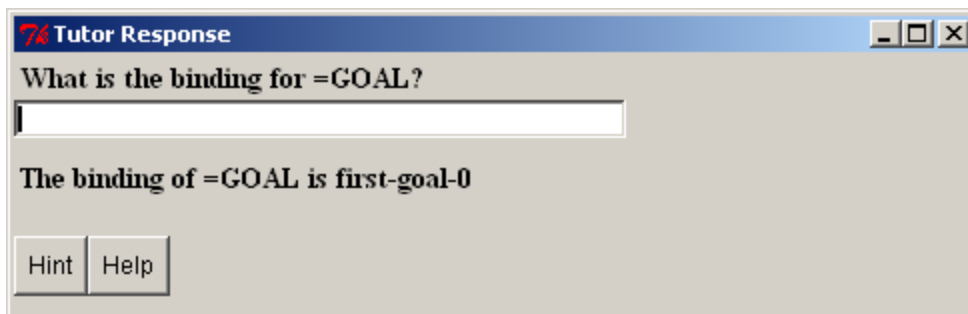 Tutor Response
What is the binding for =GOAL?
The binding of =GOAL is first-goal-0
Hint Help